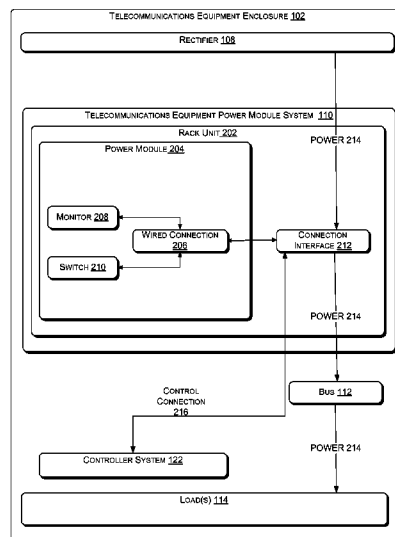 TELECOMMUNICATIONS EQUIPMENT ENCLOSURE 102
RECTIFIER 108
TELECOMMUNICATIONS EQUIPMENT POWER MODULE SYSTEM 110
RACK UNIT 202
POWER 214
POWER MODULE 204
MONITOR 208
WIRED CONNECTION
206
CONNECTION
INTERFACE 212
SWITCH 210
POWER 214
CONTROL
CONNECTION
216
BUS 112
POWER 214
CONTROLLER SYSTEM 122
LOAD(S) 114